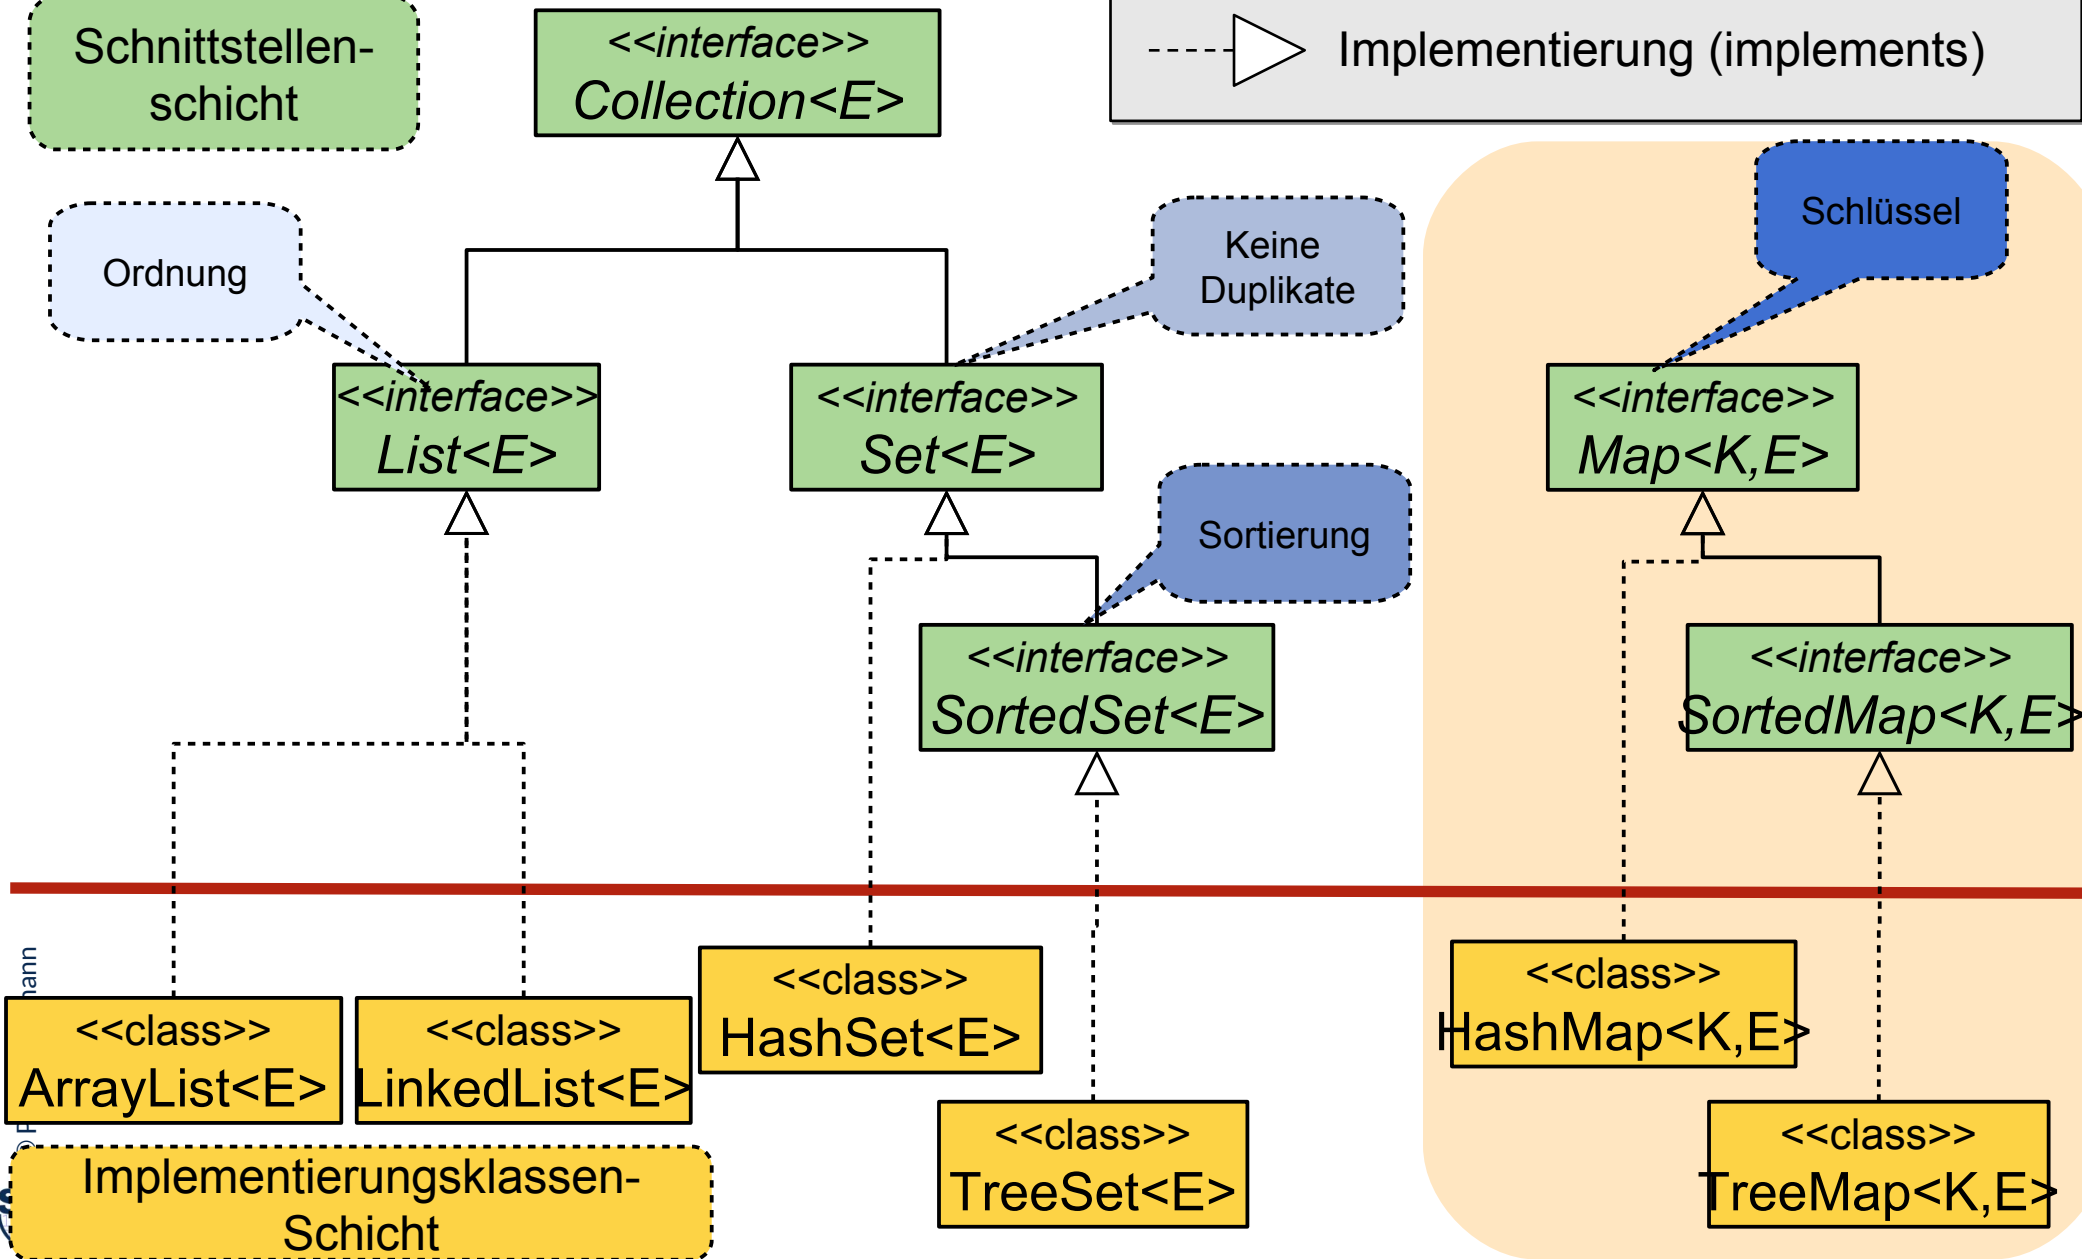 Schnittstellen-
schicht
<<interface>>
Collection<E>
Implementierung (implements)
Ordnung
Keine
Duplikate
Schlüssel
<<interface>>
List<E>
<<interface>>
Set<E>
<<interface>>
Map<K,E>
Sortierung
<<interface>>
SortedSet<E>
<<interface>>
SortedMap<K,E>
<<class>>
ArrayList<E>
<<class>>
LinkedList<E>
<<class>>
HashSet<E>
<<class>>
HashMap<K,E>
<<class>>
TreeSet<E>
<<class>>
TreeMap<K,E>
Implementierungsklassen-
Schicht